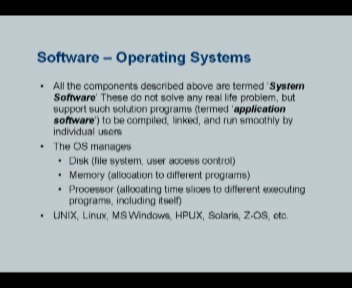 Software – Operating Systems
• All the components described above are termed 'System
Software' These do not solve any real life problem, but
support such solution programs (termed 'application
software') to be compiled, linked, and run smoothly by
individual users
• The OS manages
• Disk (file system, user access control)
• Memory (allocation to different programs)
• Processor (allocating time slices to different executing
programs, including itself)
• UNIX, Linux, MS Windows, HPUX, Solaris, Z-OS, etc.